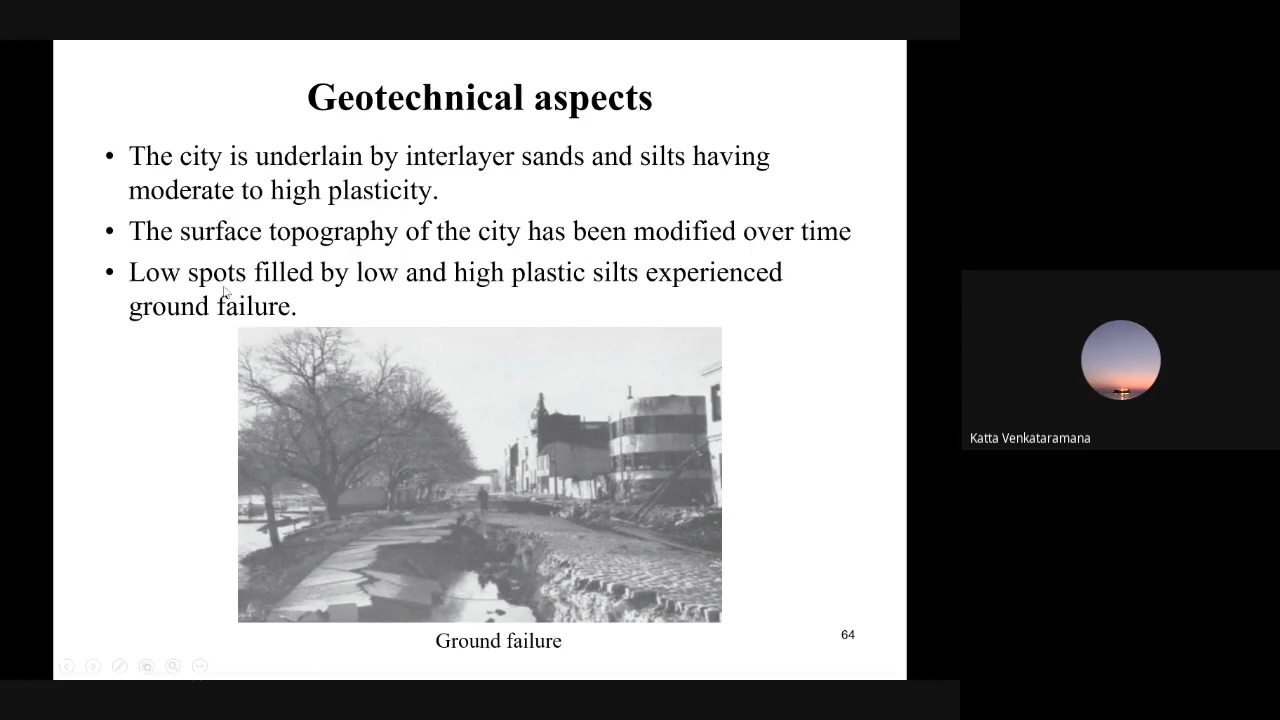 Geotechnical aspects
• The city is underlain by interlayer sands and silts having
moderate to high plasticity.
• The surface topography of the city has been modified over time
• Low spots filled by low and high plastic silts experienced
ground failure.
Ground failure
64
Katta Venkataramana